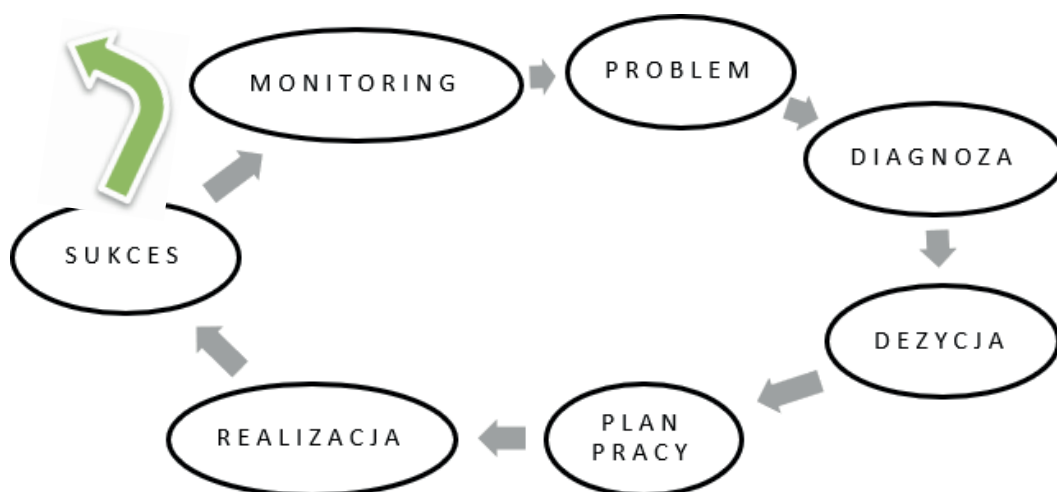 MONITORING
PROBLEM
DIAGNOZA
DEZYCJA
PLAN
PRACY
REALIZACJA
SUKCES